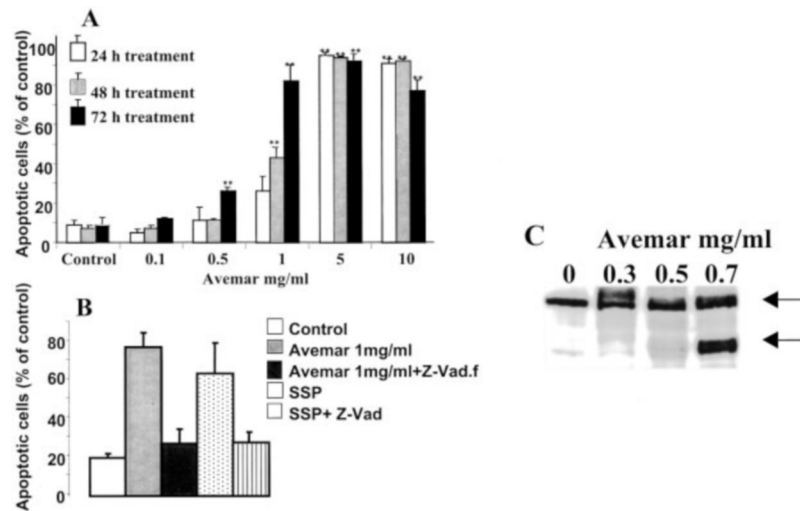 A
Apoptotic cells (% of control)
100
80
60
40
20
0
24 h treatment
48 h treatment
72 h treatment
** ** ** ** ** ** ** ** **
Control 0.1 0.5 1 5 10
Avemar mg/ml
B
Apoptotic cells (% of control)
80
60
40
20
0
Control
Avemar 1mg/ml
Avemar 1mg/ml+Z-Vad.f
SSP
SSP+ Z-Vad
C
Avemar mg/ml
0 0.3 0.5 0.7